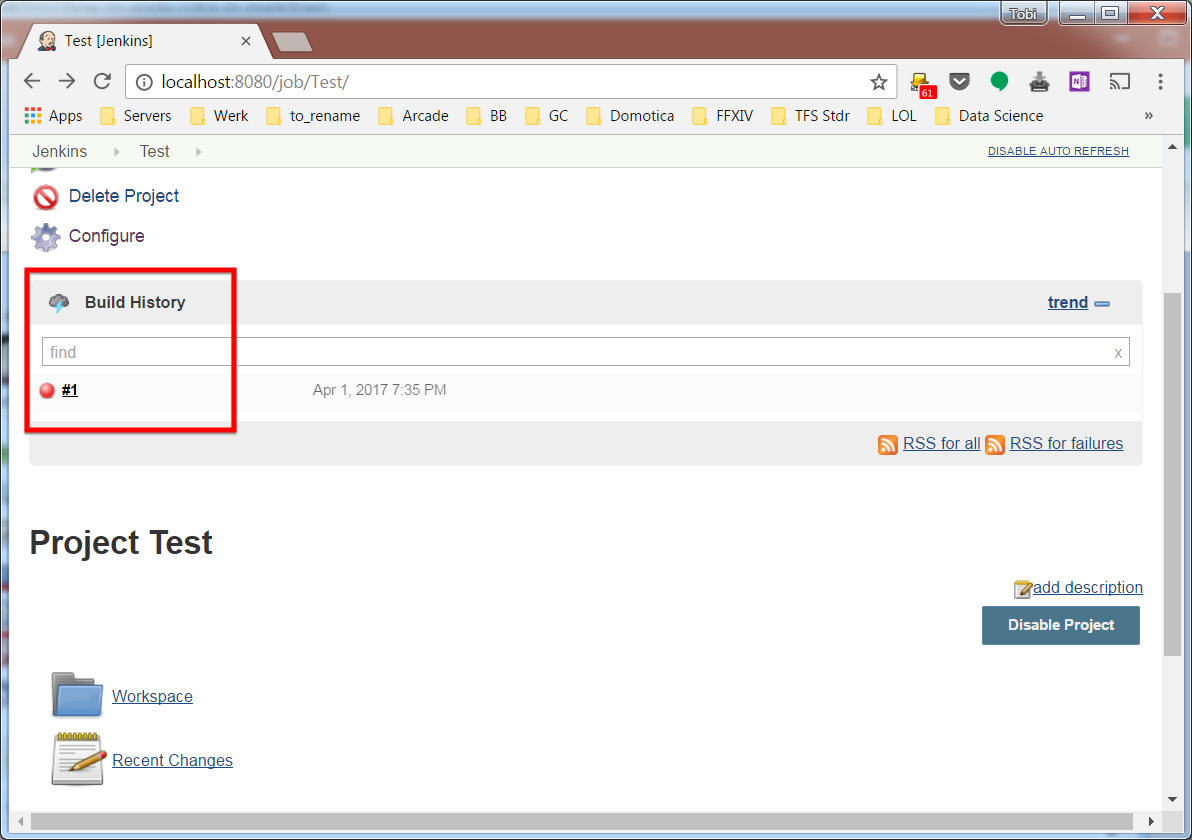 Tobi
Test [Jenkins]
localhost:8080/job/Test/
61
N
Apps Servers Werk to_rename Arcade BB GC Domotica FFXIV TFS Stdr LOL Data Science »
Jenkins Test DISABLE AUTO REFRESH
Delete Project
Configure
Build History trend
find x
#1 Apr 1, 2017 7:35 PM
RSS for all RSS for failures
Project Test
add description
Disable Project
Workspace
Recent Changes